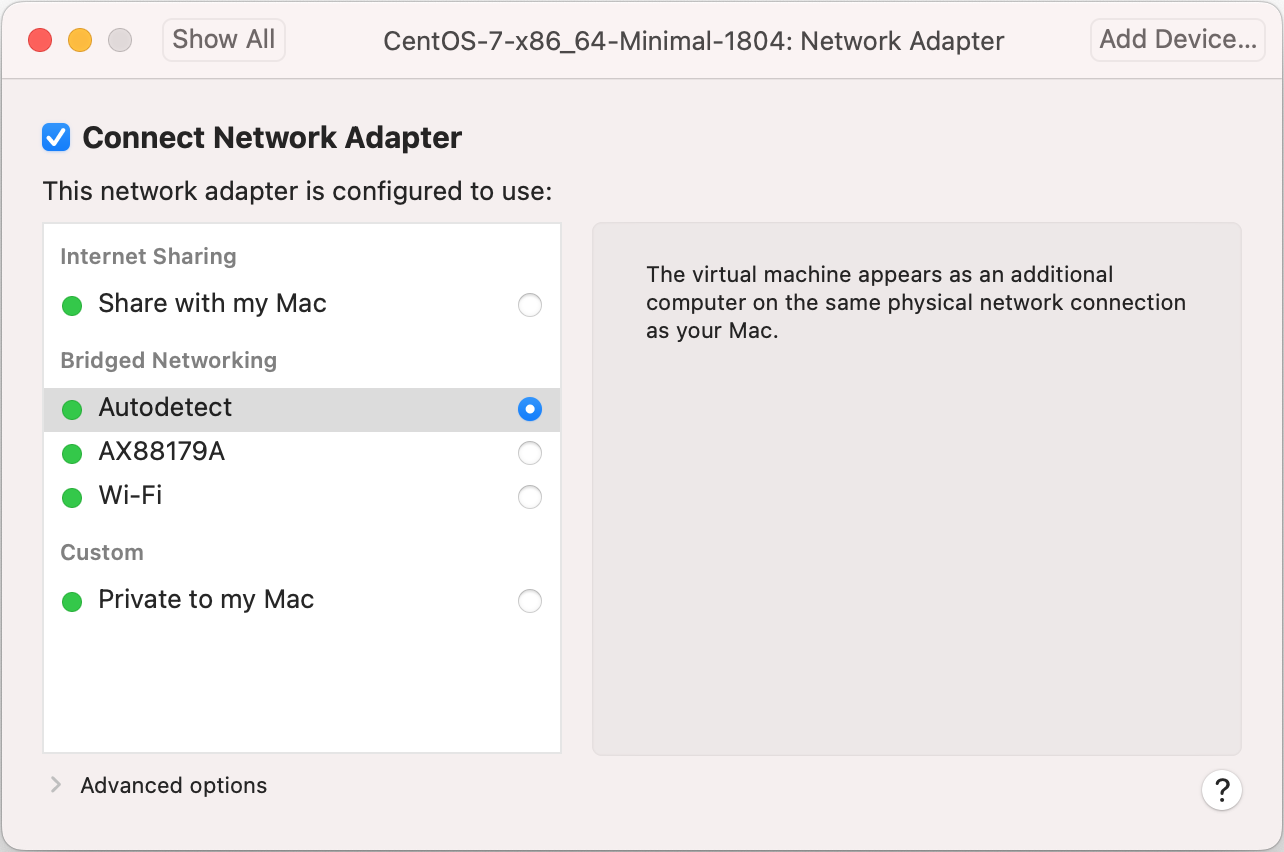 Show All
CentOS-7-x86_64-Minimal-1804: Network Adapter
Add Device...
Connect Network Adapter
This network adapter is configured to use:
Internet Sharing
Share with my Mac
Bridged Networking
Autodetect
AX88179A
Wi-Fi
Custom
Private to my Mac
The virtual machine appears as an additional
computer on the same physical network connection
as your Mac.
Advanced options
?